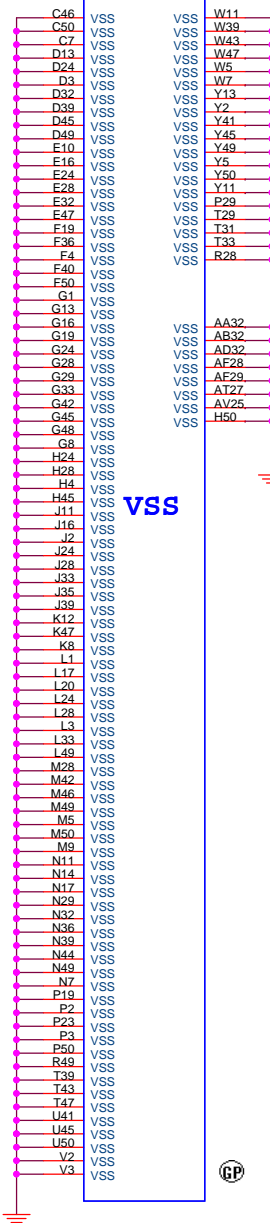 C46 VSS VSS W11
C50 VSS VSS W39
C7 VSS VSS W43
D13 VSS VSS W47
D24 VSS VSS W5
D3 VSS VSS W7
D32 VSS VSS Y13
D39 VSS VSS Y2
D45 VSS VSS Y41
D49 VSS VSS Y45
E10 VSS VSS Y49
E16 VSS VSS Y5
E24 VSS VSS Y50
E28 VSS VSS Y11
E32 VSS VSS P29
E47 VSS VSS T29
F19 VSS VSS T31
F36 VSS VSS T33
F4 VSS VSS R28
F40 VSS
F50 VSS
G1 VSS
G13 VSS
G16 VSS VSS AA32
G19 VSS VSS AB32
G24 VSS VSS AD32
G28 VSS VSS AF28
G29 VSS VSS AF29
G33 VSS VSS AT27
G42 VSS VSS AV25
G45 VSS VSS H50
G48 VSS
G8 VSS
H24 VSS
H28 VSS
H4 VSS
H45 VSS
VSS
J11 VSS
J16 VSS
J2 VSS
J24 VSS
J28 VSS
J33 VSS
J35 VSS
J39 VSS
K12 VSS
K47 VSS
K8 VSS
L1 VSS
L17 VSS
L20 VSS
L24 VSS
L28 VSS
L3 VSS
L33 VSS
L49 VSS
M28 VSS
M42 VSS
M46 VSS
M49 VSS
M5 VSS
M50 VSS
M9 VSS
N11 VSS
N14 VSS
N17 VSS
N29 VSS
N32 VSS
N36 VSS
N39 VSS
N44 VSS
N49 VSS
N7 VSS
P19 VSS
P2 VSS
P23 VSS
P3 VSS
P50 VSS
R49 VSS
T39 VSS
T43 VSS
T47 VSS
U41 VSS
U45 VSS
U50 VSS
V2 VSS
V3 VSS
GP